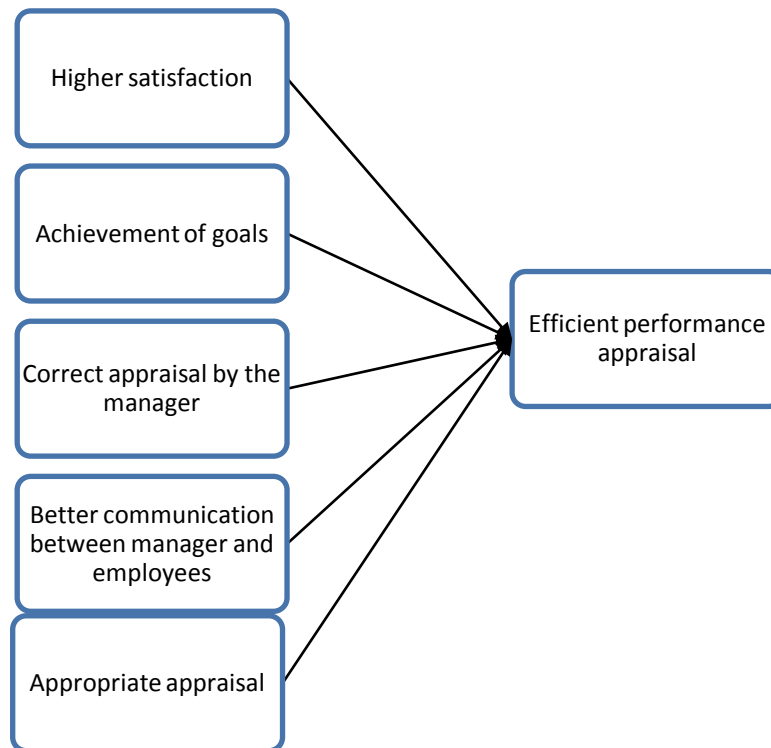 Higher satisfaction
Achievement of goals
Correct appraisal by the
manager
Better communication
between manager and
employees
Appropriate appraisal
Efficient performance
appraisal